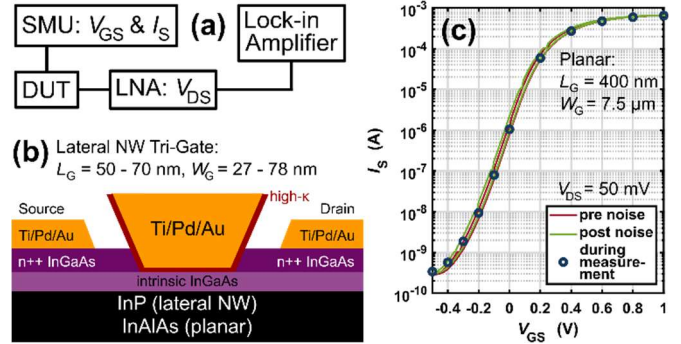 SMU: VGS & IS
(a)
Lock-in
Amplifier
DUT
LNA: VDS
(b) Lateral NW Tri-Gate:
LG = 50 - 70 nm, WG = 27 - 78 nm
high-κ
Source
Drain
Ti/Pd/Au
Ti/Pd/Au
Ti/Pd/Au
n++ InGaAs
n++ InGaAs
intrinsic InGaAs
InP (lateral NW)
InAlAs (planar)
(c)
Planar:
LG = 400 nm
WG = 7.5 µm
VDS = 50 mV
pre noise
post noise
during
measure-
ment
IS (A)
10-3
10-4
10-5
10-6
10-7
10-8
10-9
10-10
-0.4 -0.2 0 0.2 0.4 0.6 0.8 1
VGS (V)